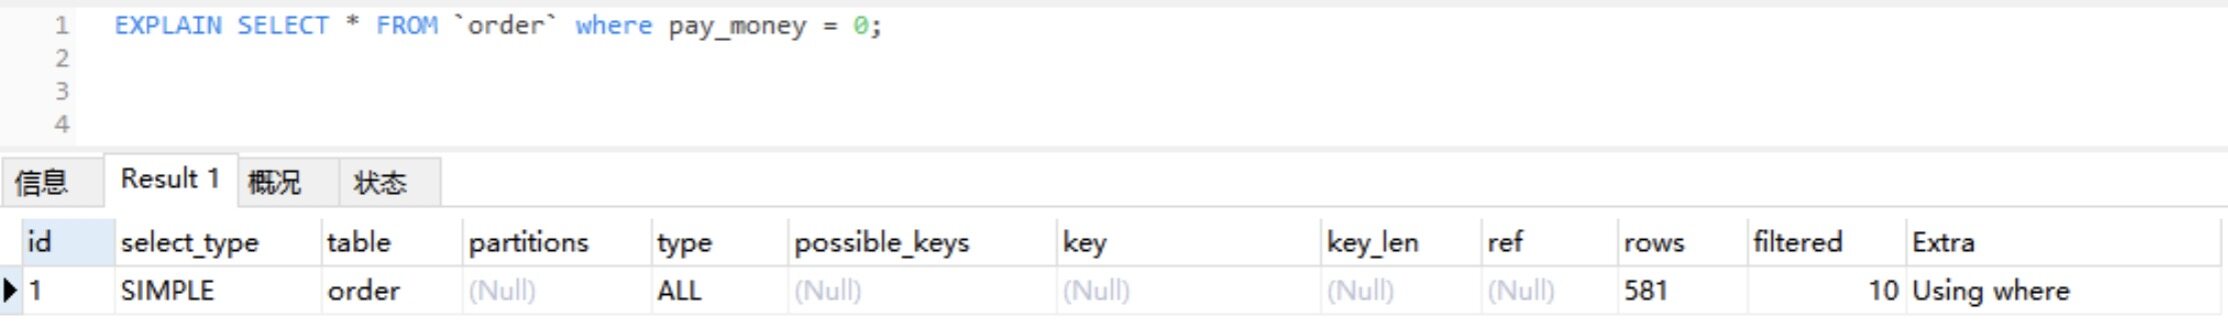 1 EXPLAIN SELECT * FROM `order` where pay_money = 0;
2
3
4
信息 Result 1 概况 状态
id select_type table partitions type possible_keys key key_len ref rows filtered Extra
1 SIMPLE order (Null) ALL (Null) (Null) (Null) (Null) 581 10 Using where